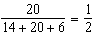 20/(14 + 20 + 6) = 1/2